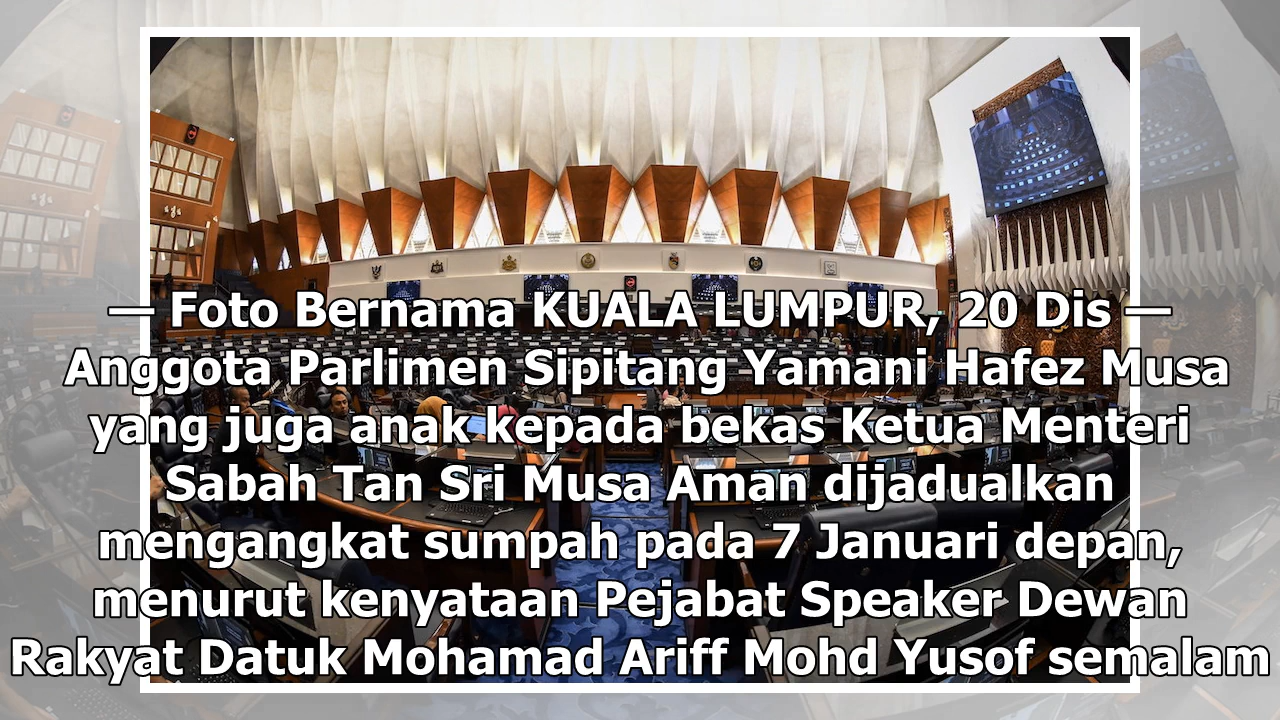 — Foto Bernama KUALA LUMPUR, 20 Dis —
Anggota Parlimen Sipitang Yamani Hafez Musa
yang juga anak kepada bekas Ketua Menteri
Sabah Tan Sri Musa Aman dijadualkan
mengangkat sumpah pada 7 Januari depan,
menurut kenyataan Pejabat Speaker Dewan
Rakyat Datuk Mohamad Ariff Mohd Yusof semalam